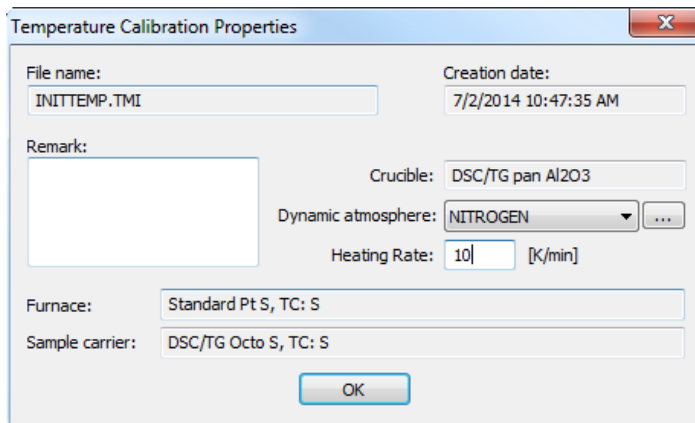 Temperature Calibration Properties
File name:
Creation date:
INITTEMP.TMI
7/2/2014 10:47:35 AM
Remark:
Crucible: DSC/TG pan Al2O3
Dynamic atmosphere: NITROGEN ...
Heating Rate: 10 [K/min]
Furnace: Standard Pt S, TC: S
Sample carrier: DSC/TG Octo S, TC: S
OK